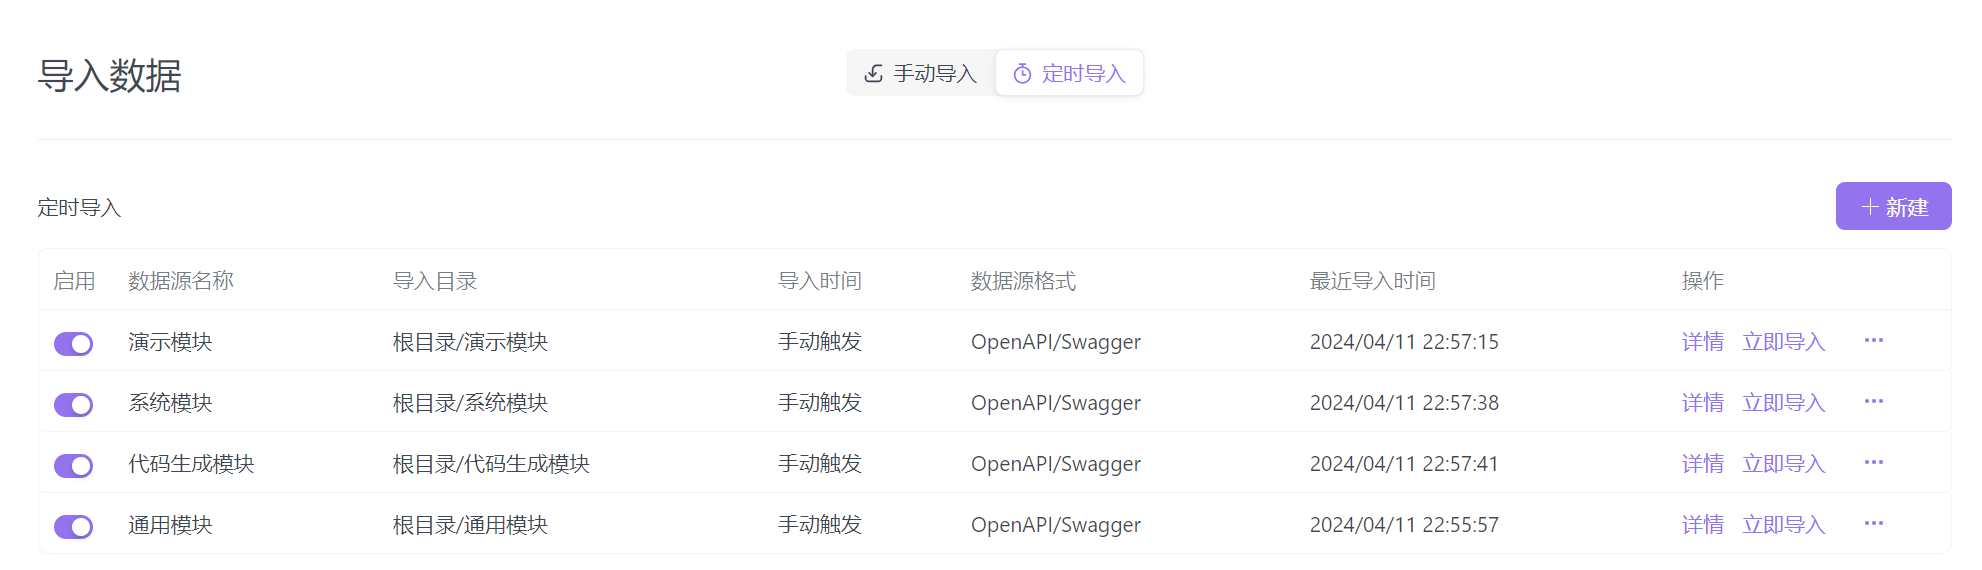 导入数据
手动导入 定时导入
定时导入
新建
启用 数据源名称 导入目录 导入时间 数据源格式 最近导入时间 操作
演示模块 根目录/演示模块 手动触发 OpenAPI/Swagger 2024/04/11 22:57:15 详情 立即导入 ···
系统模块 根目录/系统模块 手动触发 OpenAPI/Swagger 2024/04/11 22:57:38 详情 立即导入 ···
代码生成模块 根目录/代码生成模块 手动触发 OpenAPI/Swagger 2024/04/11 22:57:41 详情 立即导入 ···
通用模块 根目录/通用模块 手动触发 OpenAPI/Swagger 2024/04/11 22:55:57 详情 立即导入 ···